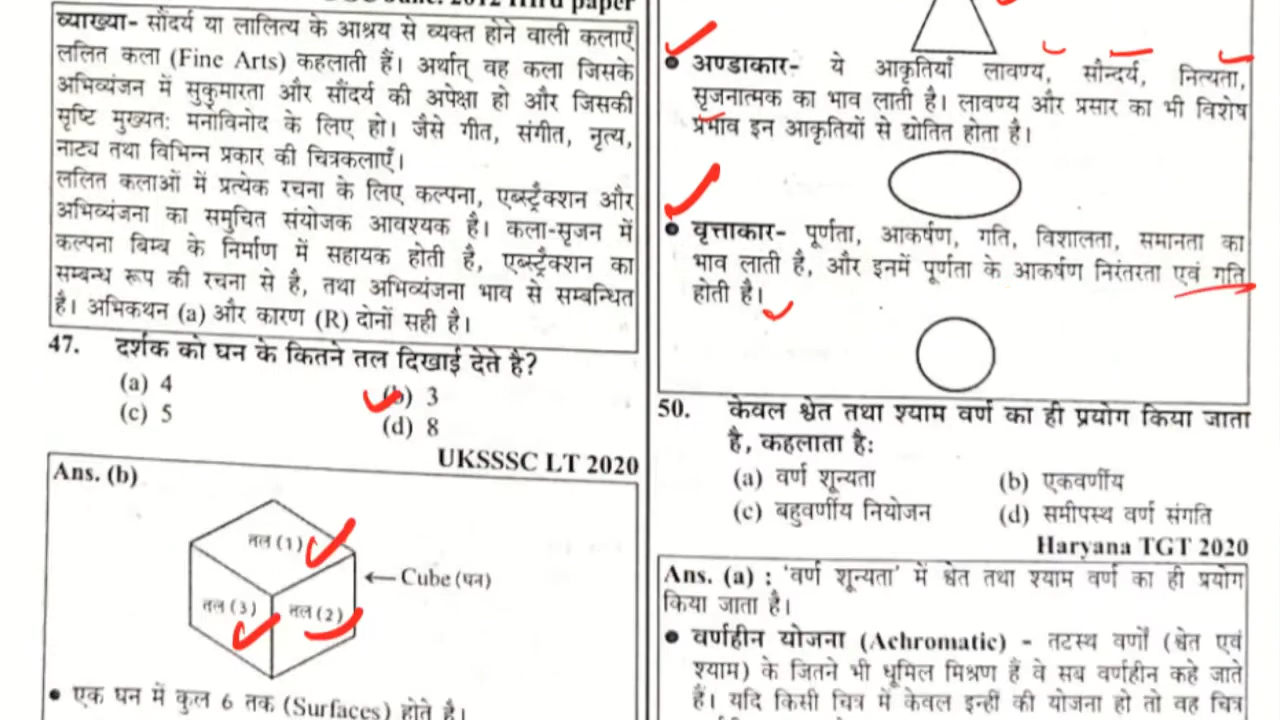 व्याख्या- सौंदर्य या लालित्य के आश्रय से व्यक्त होने वाली कलाएँ
ललित कला (Fine Arts) कहलाती हैं। अर्थात् वह कला जिसके
अभिव्यंजन में सुकुमारता और सौंदर्य की अपेक्षा हो और जिसकी
सृष्टि मुख्यत: मनोविनोद के लिए हो। जैसे गीत, संगीत, नृत्य,
नाट्य तथा विभिन्न प्रकार की चित्रकलाएँ।
ललित कलाओं में प्रत्येक रचना के लिए कल्पना, एब्स्ट्रैक्शन और
अभिव्यंजना का समुचित संयोजक आवश्यक है। कला-सृजन में
कल्पना बिम्ब के निर्माण में सहायक होती है, एब्स्ट्रैक्शन का
सम्बन्ध रूप की रचना से है, तथा अभिव्यंजना भाव से सम्बन्धित
है। अभिकथन (a) और कारण (R) दोनों सही है।
47. दर्शक को घन के कितने तल दिखाई देते है?
(a) 4 (b) 3
(c) 5 (d) 8
UKSSSC LT 2020
Ans. (b)
तल (1)
Cube (घन)
तल (3) तल (2)
• एक घन में कुल 6 तक (Surfaces) होते है।
• अण्डाकार- ये आकृतियाँ लावण्य, सौन्दर्य, नित्यता,
सृजनात्मक का भाव लाती है। लावण्य और प्रसार का भी विशेष
प्रभाव इन आकृतियों से द्योतित होता है।
• वृत्ताकार- पूर्णता, आकर्षण, गति, विशालता, समानता का
भाव लाती है, और इनमें पूर्णता के आकर्षण निरंतरता एवं गति
होती है।
50. केवल श्वेत तथा श्याम वर्ण का ही प्रयोग किया जाता
है, कहलाता है:
(a) वर्ण शून्यता (b) एकवर्णीय
(c) बहुवर्णीय नियोजन (d) समीपस्थ वर्ण संगति
Haryana TGT 2020
Ans. (a) : 'वर्ण शून्यता' में श्वेत तथा श्याम वर्ण का ही प्रयोग
किया जाता है।
• वर्णहीन योजना (Achromatic) - तटस्थ वर्णों (श्वेत एवं
श्याम) के जितने भी धूमिल मिश्रण हैं वे सब वर्णहीन कहे जाते
हैं। यदि किसी चित्र में केवल इन्हीं की योजना हो तो वह चित्र